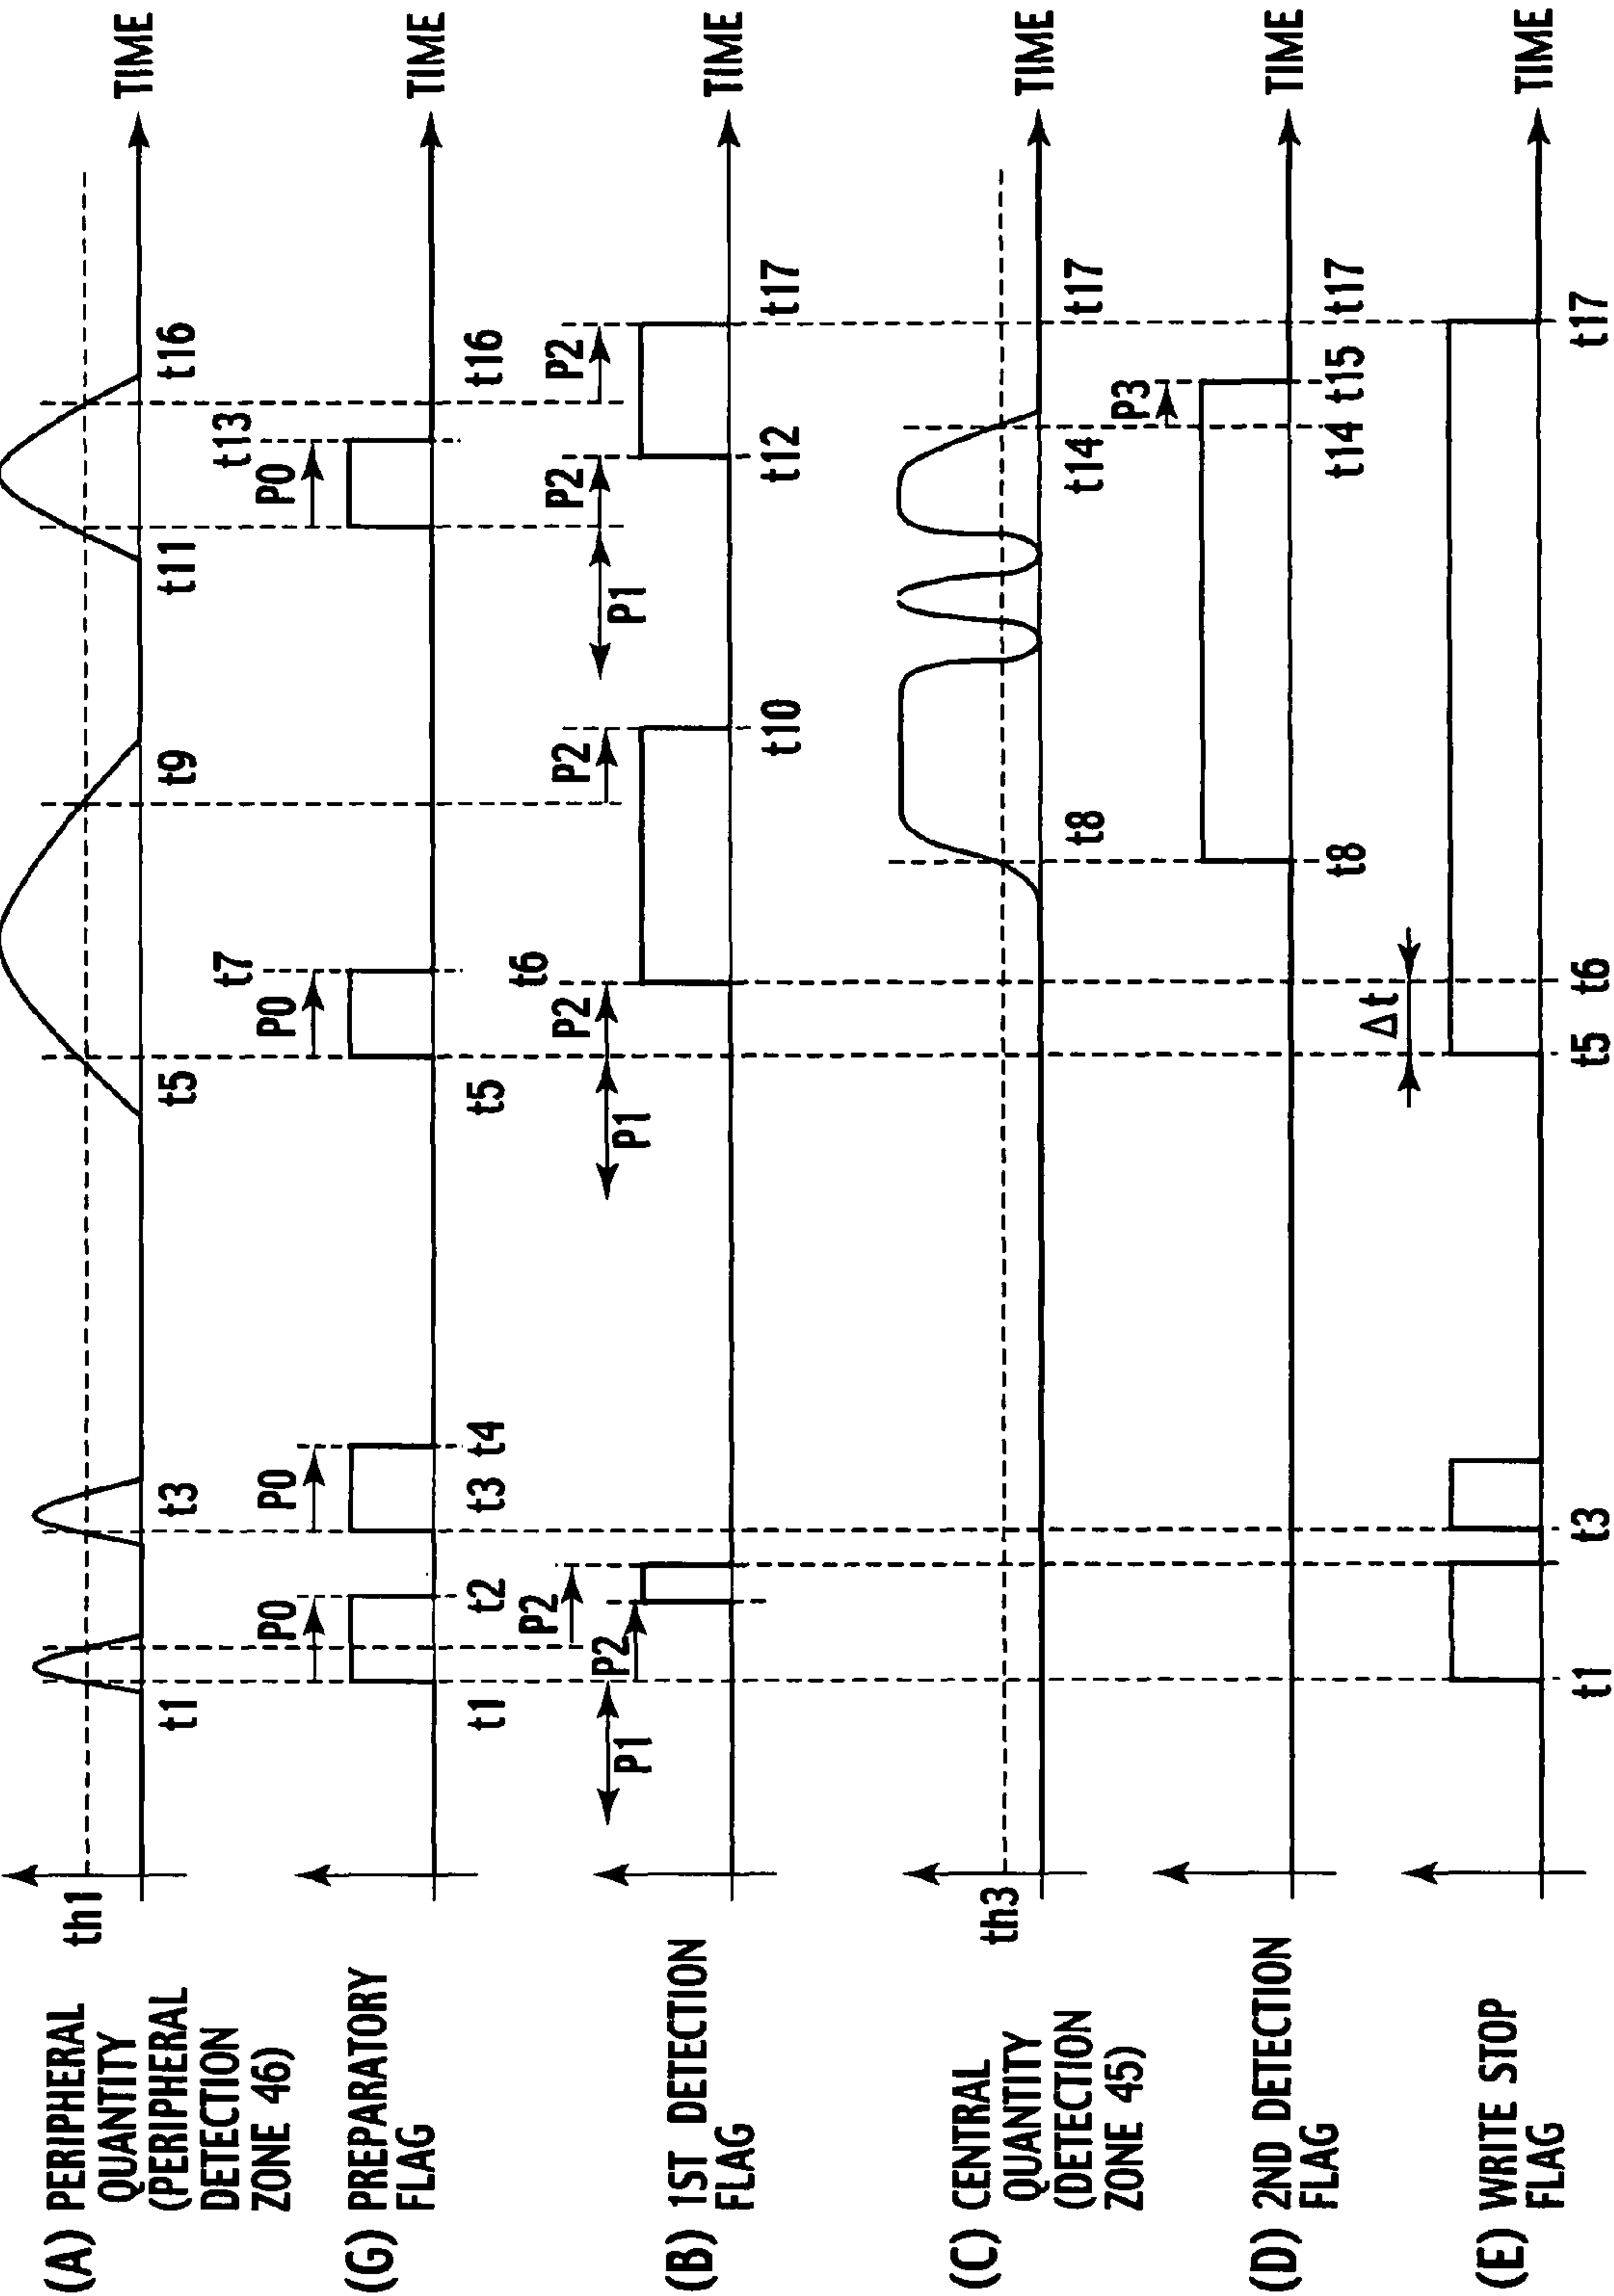 (A) PERIPHERAL
QUANTITY
(PERIPHERAL
DETECTION
ZONE 46)
th1
t1
t3
t5
t9
t11
t16
TIME
(G) PREPARATORY
FLAG
P0
P0
P0
P0
t7
t13
t1
t2
t3
t4
t5
t16
TIME
(B) 1ST DETECTION
FLAG
P1
P2
P2
P1
P2
t6
P2
P1
P2
P2
t10
t12
t17
TIME
(C) CENTRAL
QUANTITY
(DETECTION
ZONE 45)
th3
t8
t14
t17
TIME
(D) 2ND DETECTION
FLAG
P3
t8
t14
t15
t17
TIME
(E) WRITE STOP
FLAG
Δt
t1
t3
t5
t6
t17
TIME